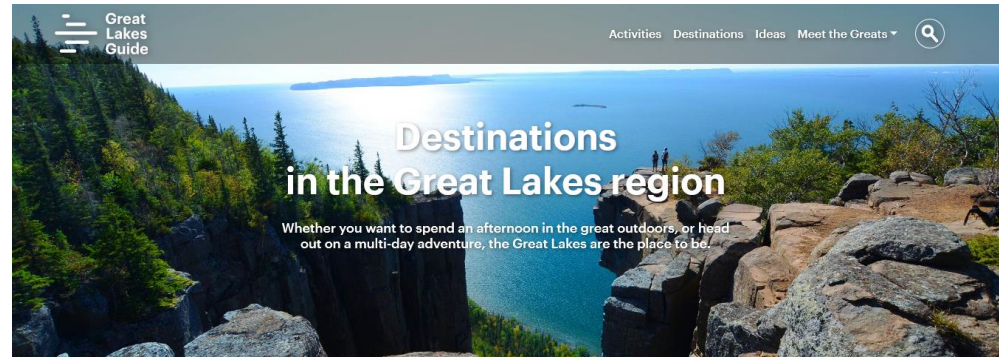 Great
Lakes
Guide
Activities Destinations Ideas Meet the Greats
Destinations
in the Great Lakes region
Whether you want to spend an afternoon in the great outdoors, or head
out on a multi-day adventure, the Great Lakes are the place to be.